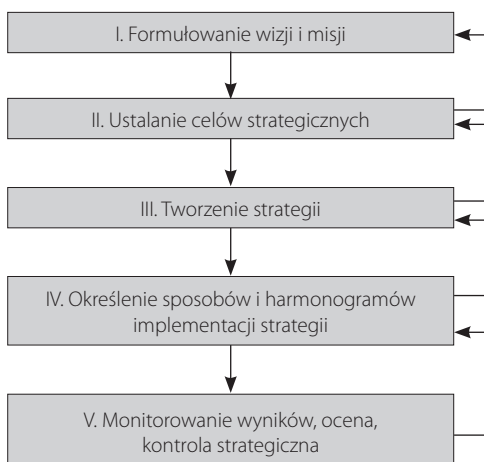 I. Formułowanie wizji i misji
II. Ustalanie celów strategicznych
III. Tworzenie strategii
IV. Określenie sposobów i harmonogramów
implementacji strategii
V. Monitorowanie wyników, ocena,
kontrola strategiczna